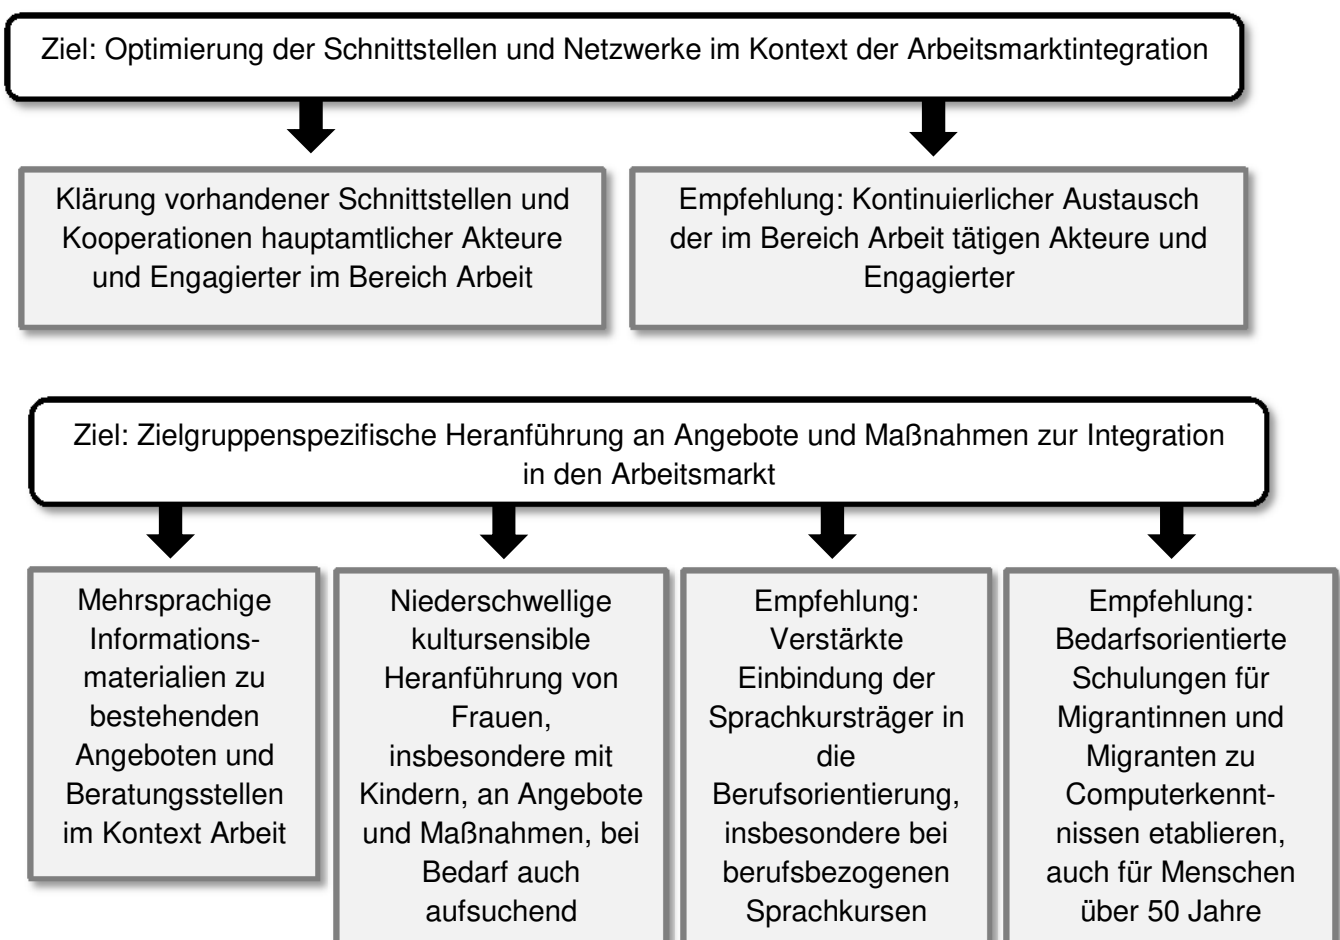 Ziel: Optimierung der Schnittstellen und Netzwerke im Kontext der Arbeitsmarktintegration
Klärung vorhandener Schnittstellen und
Kooperationen hauptamtlicher Akteure
und Engagierter im Bereich Arbeit
Empfehlung: Kontinuierlicher Austausch
der im Bereich Arbeit tätigen Akteure und
Engagierter
Ziel: Zielgruppenspezifische Heranführung an Angebote und Maßnahmen zur Integration
in den Arbeitsmarkt
Mehrsprachige
Informations-
materialien zu
bestehenden
Angeboten und
Beratungsstellen
im Kontext Arbeit
Niederschwellige
kultursensible
Heranführung von
Frauen,
insbesondere mit
Kindern, an Angebote
und Maßnahmen, bei
Bedarf auch
aufsuchend
Empfehlung:
Verstärkte
Einbindung der
Sprachkursträger in
die
Berufsorientierung,
insbesondere bei
berufsbezogenen
Sprachkursen
Empfehlung:
Bedarfsorientierte
Schulungen für
Migrantinnen und
Migranten zu
Computerkennt-
nissen etablieren,
auch für Menschen
über 50 Jahre